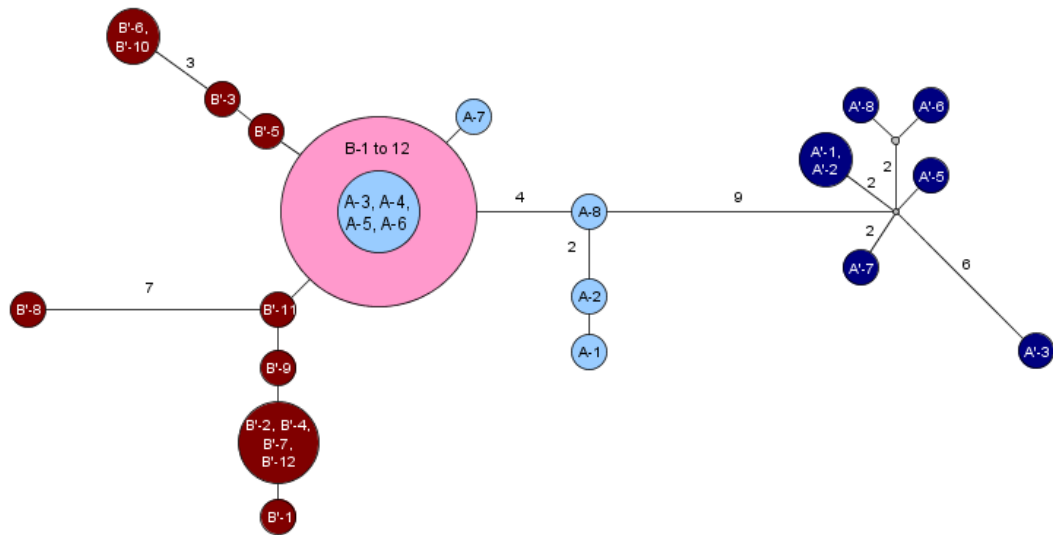 B'-6,
B'-10
3
B'-3
B'-5
A-7
B-1 to 12
A-3, A-4,
A-5, A-6
4
A-8
9
2
A-2
A-1
A'-8
A'-6
A'-1,
A'-2
2
2
A'-5
2
A'-7
6
A'-3
7
B'-8
B'-11
B'-9
B'-2, B'-4,
B'-7,
B'-12
B'-1